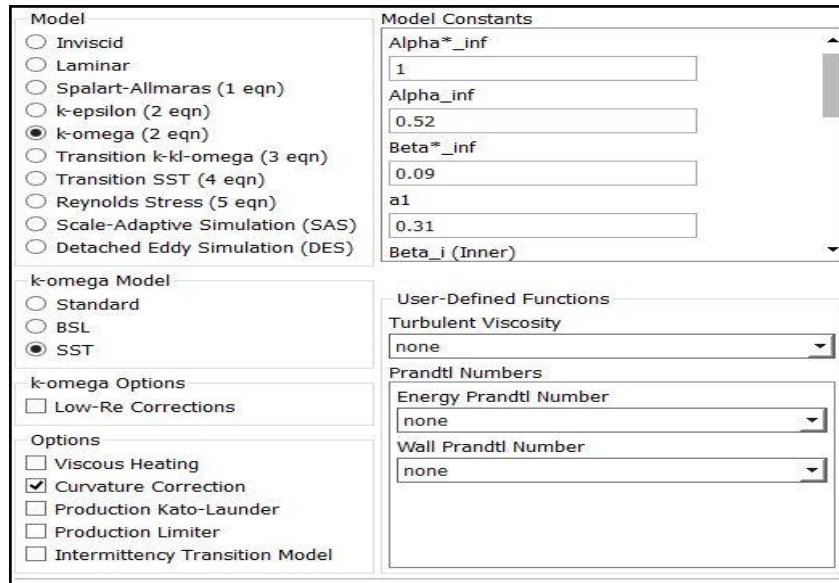 Model
Inviscid
Laminar
Spalart-Allmaras (1 eqn)
k-epsilon (2 eqn)
k-omega (2 eqn)
Transition k-kl-omega (3 eqn)
Transition SST (4 eqn)
Reynolds Stress (5 eqn)
Scale-Adaptive Simulation (SAS)
Detached Eddy Simulation (DES)
k-omega Model
Standard
BSL
SST
k-omega Options
Low-Re Corrections
Options
Viscous Heating
Curvature Correction
Production Kato-Launder
Production Limiter
Intermittency Transition Model
Model Constants
Alpha*_inf
1
Alpha_inf
0.52
Beta*_inf
0.09
a1
0.31
Beta_i (Inner)
User-Defined Functions
Turbulent Viscosity
none
Prandtl Numbers
Energy Prandtl Number
none
Wall Prandtl Number
none